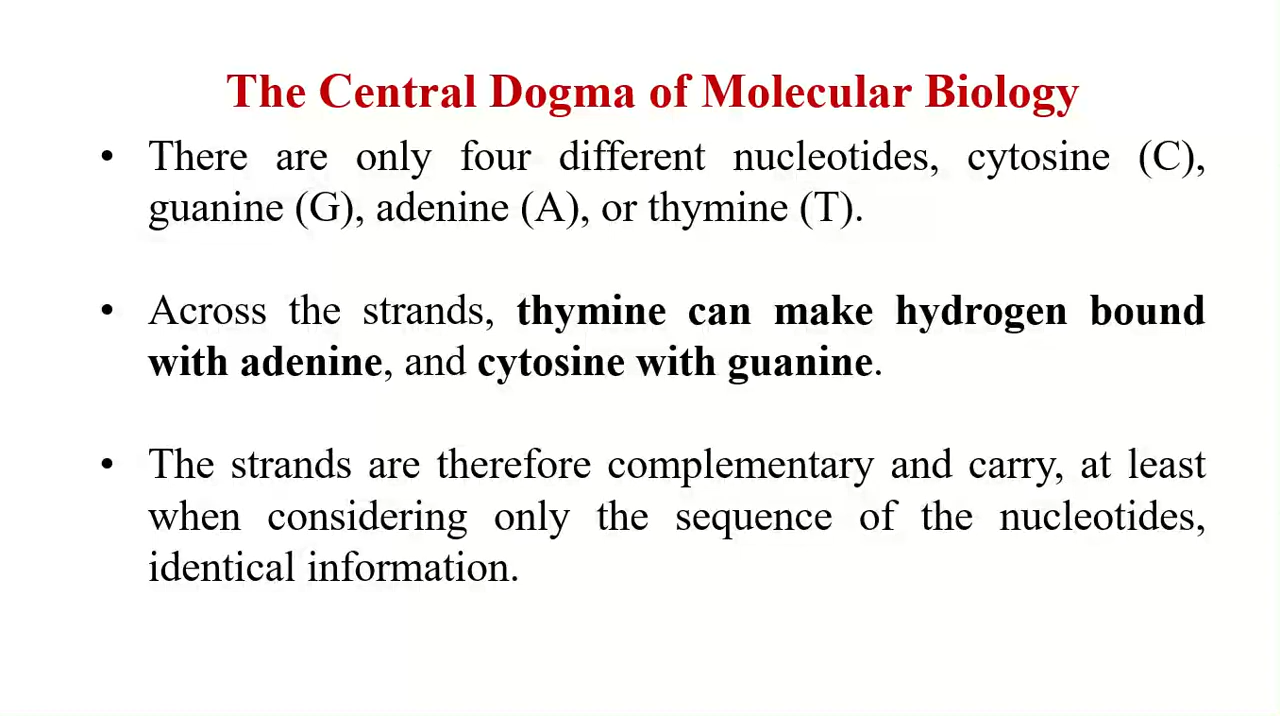 The Central Dogma of Molecular Biology
• There are only four different nucleotides, cytosine (C),
guanine (G), adenine (A), or thymine (T).
• Across the strands, thymine can make hydrogen bound
with adenine, and cytosine with guanine.
• The strands are therefore complementary and carry, at least
when considering only the sequence of the nucleotides,
identical information.